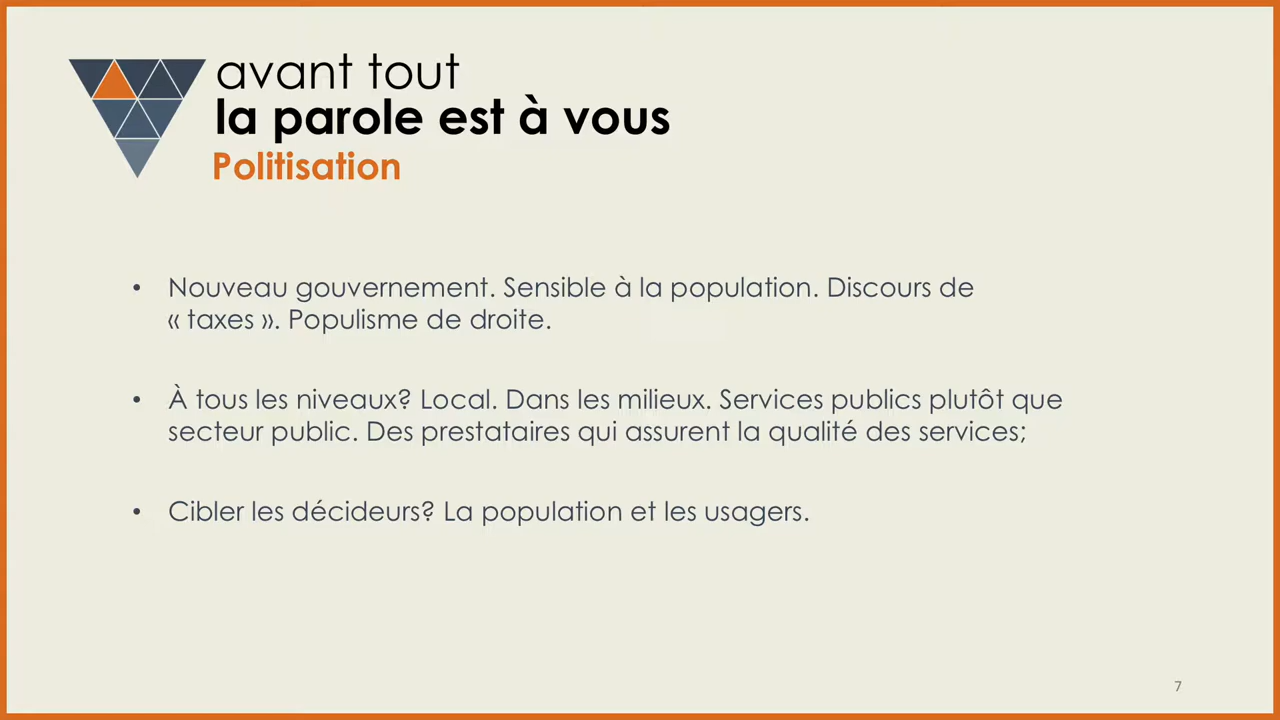 avant tout
la parole est à vous
Politisation
• Nouveau gouvernement. Sensible à la population. Discours de
« taxes ». Populisme de droite.
• À tous les niveaux? Local. Dans les milieux. Services publics plutôt que
secteur public. Des prestataires qui assurent la qualité des services;
• Cibler les décideurs? La population et les usagers.
7